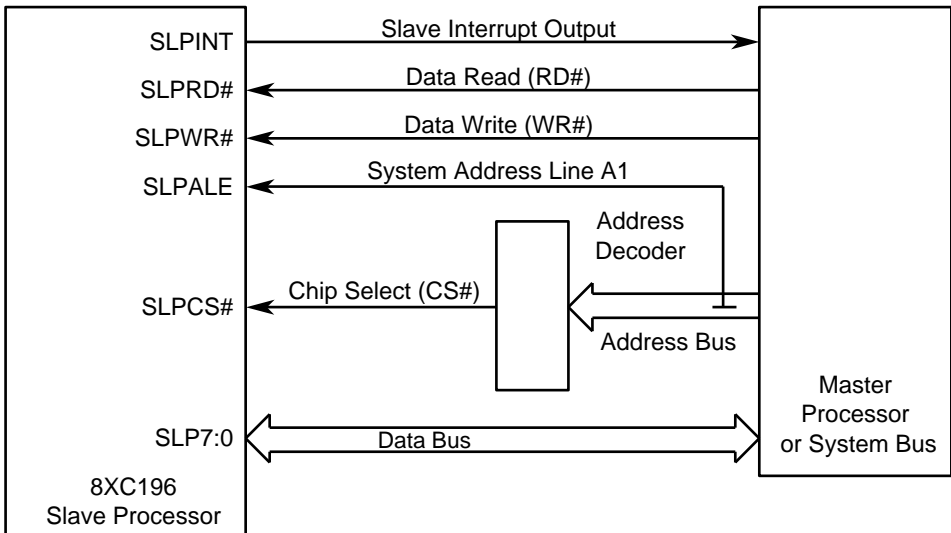 SLPINT
Slave Interrupt Output
SLPRD#
Data Read (RD#)
SLPWR#
Data Write (WR#)
SLPALE
System Address Line A1
Address
Decoder
SLPCS#
Chip Select (CS#)
Address Bus
SLP7:0
Data Bus
Master
Processor
or System Bus
8XC196
Slave Processor